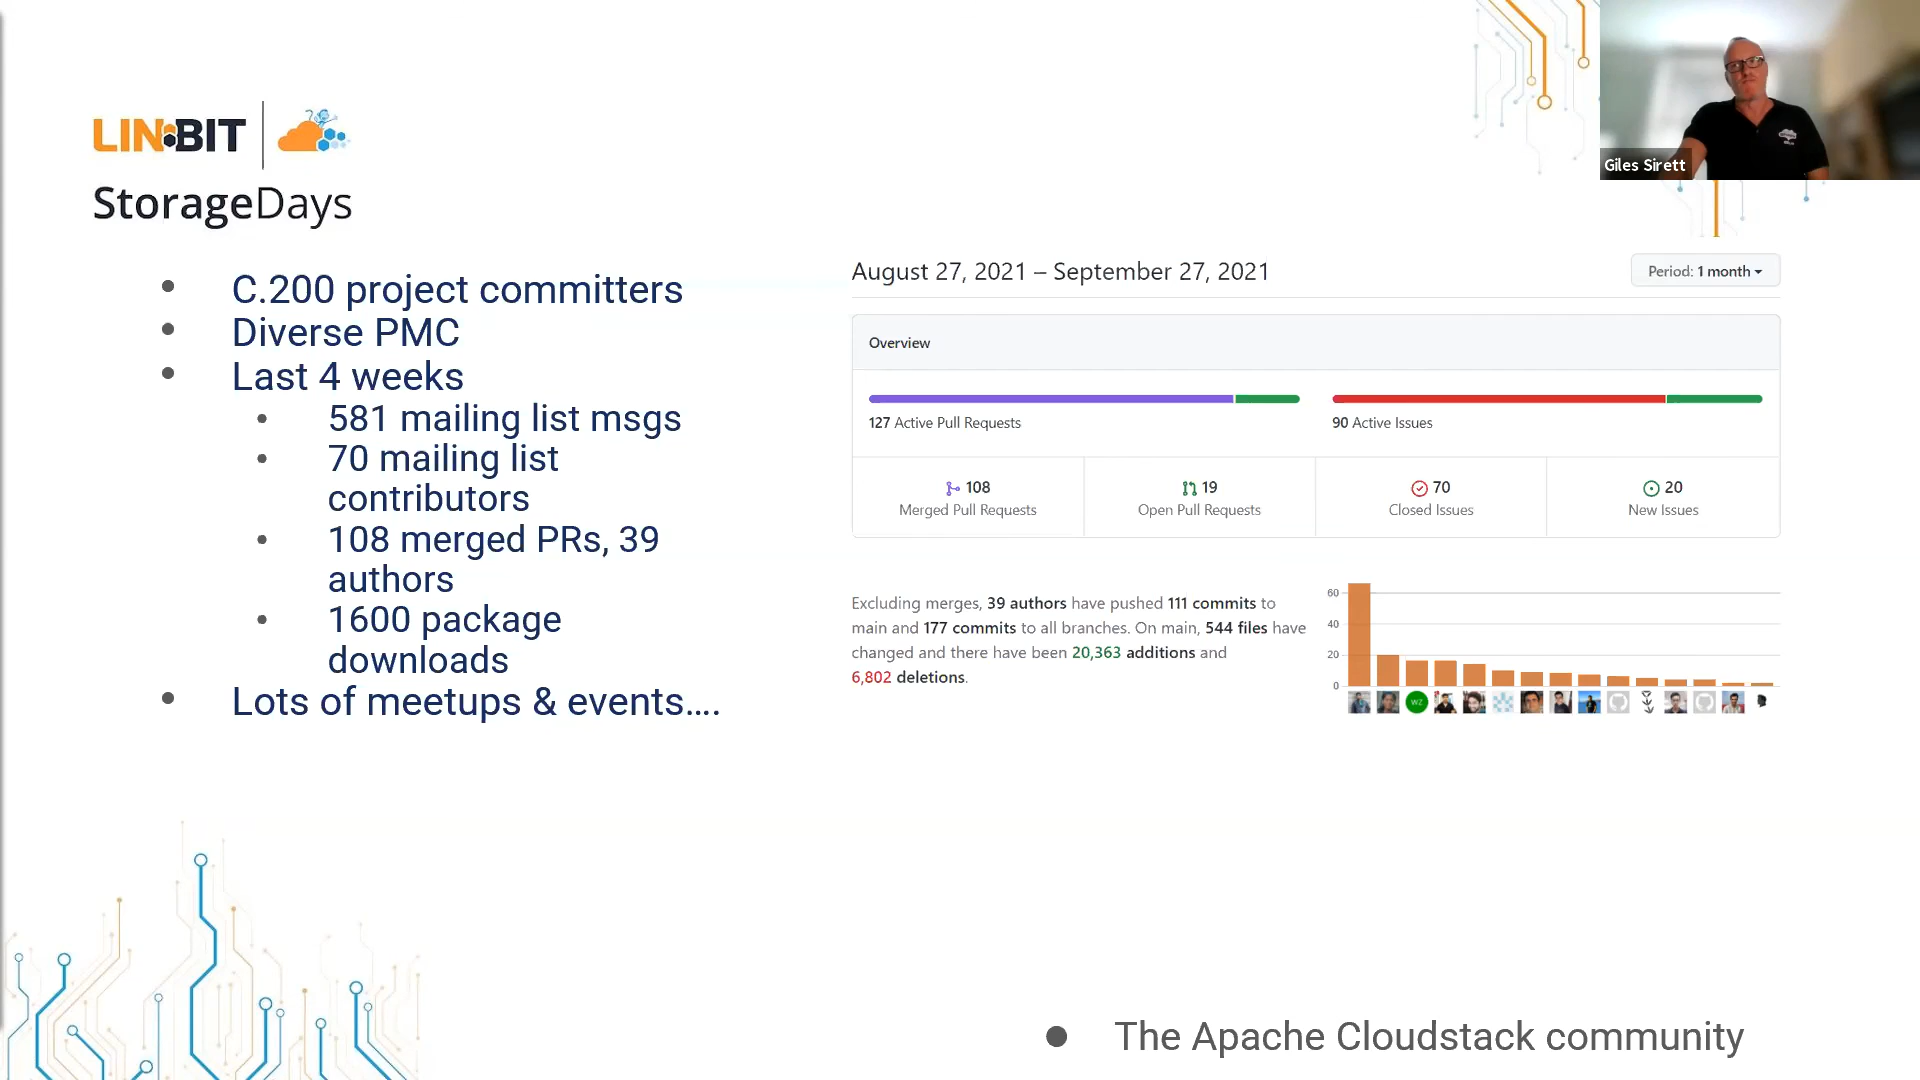 LINBIT
StorageDays
Giles Sirett
C.200 project committers
Diverse PMC
Last 4 weeks
581 mailing list msgs
70 mailing list
contributors
108 merged PRs, 39
authors
1600 package
downloads
Lots of meetups & events....
August 27, 2021 – September 27, 2021
Period: 1 month
Overview
127 Active Pull Requests
90 Active Issues
108
Merged Pull Requests
19
Open Pull Requests
70
Closed Issues
20
New Issues
Excluding merges, 39 authors have pushed 111 commits to
main and 177 commits to all branches. On main, 544 files have
changed and there have been 20,363 additions and
6,802 deletions.
60
40
20
0
WZ
The Apache Cloudstack community